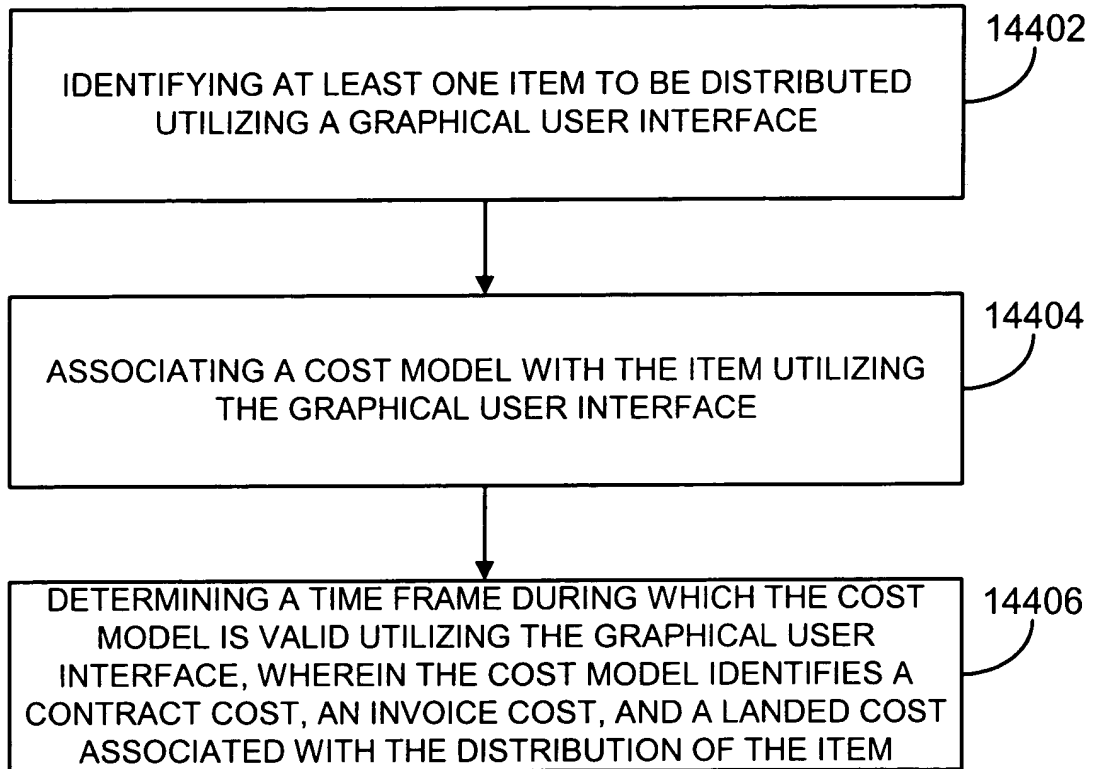 14402
IDENTIFYING AT LEAST ONE ITEM TO BE DISTRIBUTED
UTILIZING A GRAPHICAL USER INTERFACE
14404
ASSOCIATING A COST MODEL WITH THE ITEM UTILIZING
THE GRAPHICAL USER INTERFACE
14406
DETERMINING A TIME FRAME DURING WHICH THE COST
MODEL IS VALID UTILIZING THE GRAPHICAL USER
INTERFACE, WHEREIN THE COST MODEL IDENTIFIES A
CONTRACT COST, AN INVOICE COST, AND A LANDED COST
ASSOCIATED WITH THE DISTRIBUTION OF THE ITEM